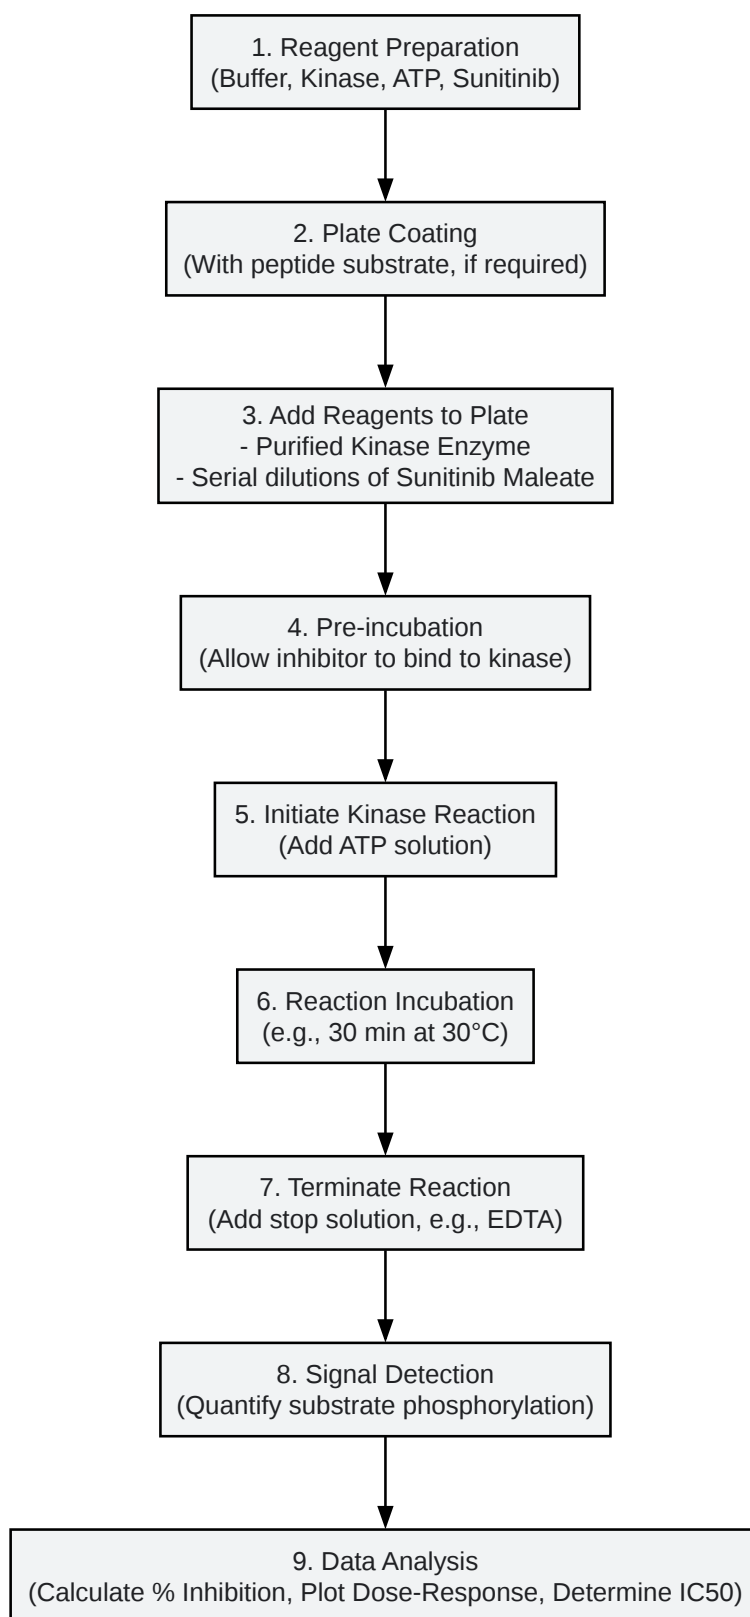 1. Reagent Preparation
(Buffer, Kinase, ATP, Sunitinib)
2. Plate Coating
(With peptide substrate, if required)
3. Add Reagents to Plate
- Purified Kinase Enzyme
- Serial dilutions of Sunitinib Maleate
4. Pre-incubation
(Allow inhibitor to bind to kinase)
5. Initiate Kinase Reaction
(Add ATP solution)
6. Reaction Incubation
(e.g., 30 min at 30°C)
7. Terminate Reaction
(Add stop solution, e.g., EDTA)
8. Signal Detection
(Quantify substrate phosphorylation)
9. Data Analysis
(Calculate % Inhibition, Plot Dose-Response, Determine IC50)